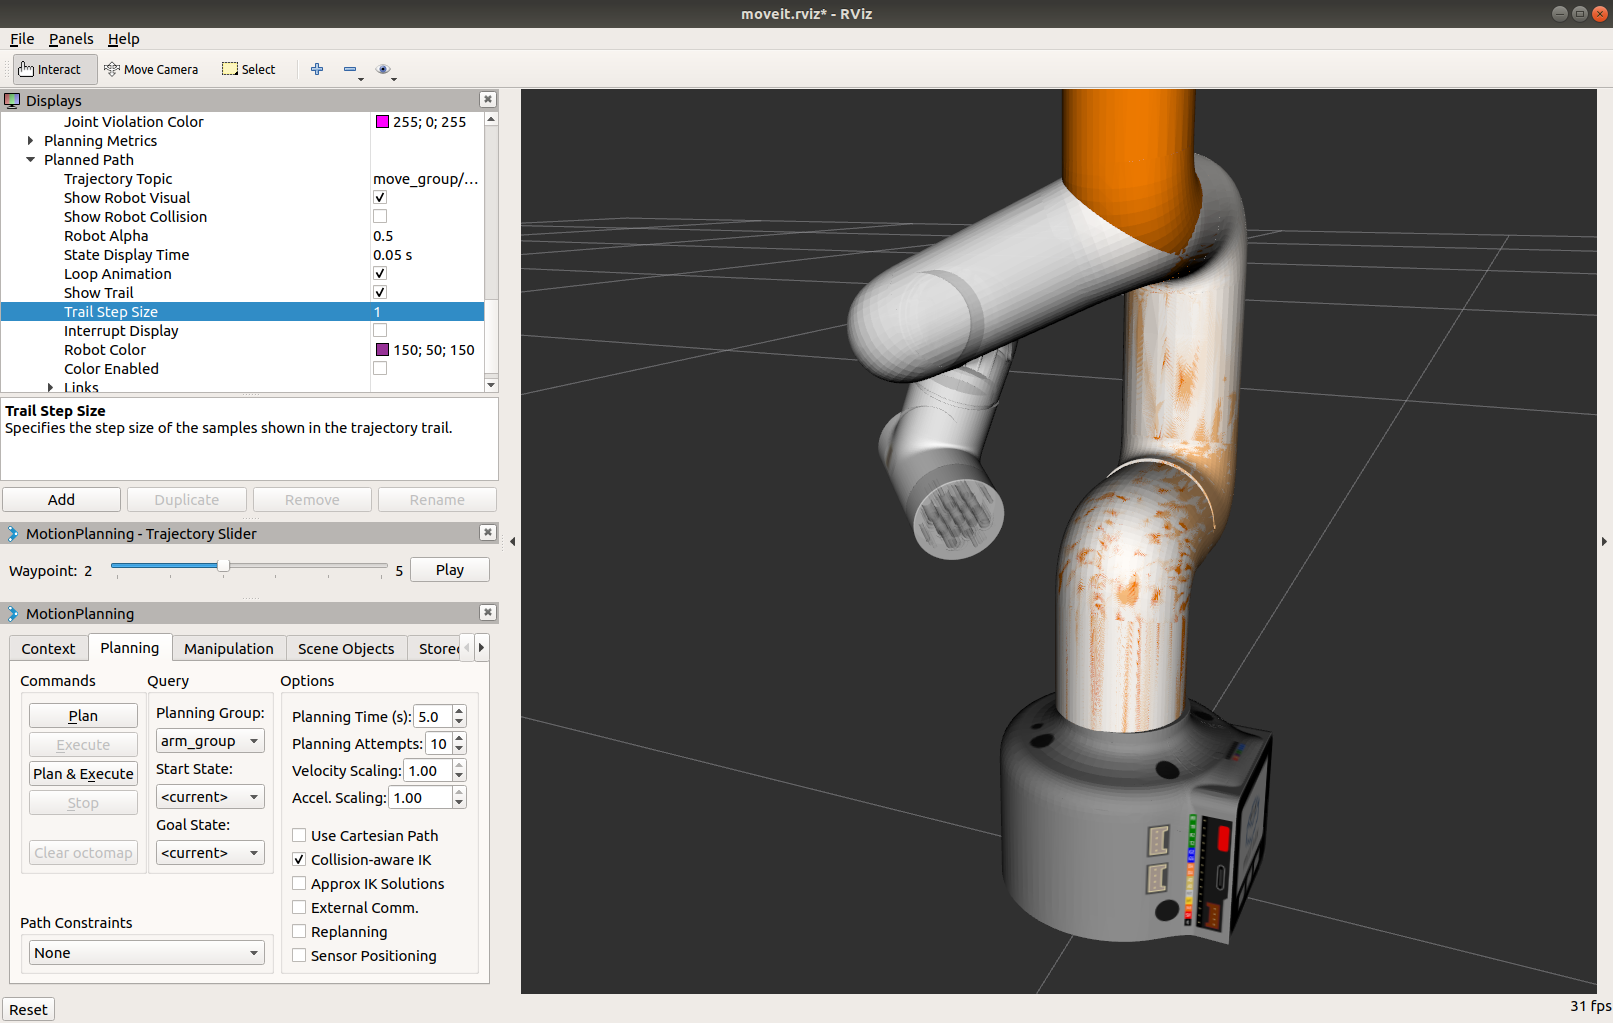 moveit.rviz* - RViz
File Panels Help
Interact Move Camera Select
Displays
Joint Violation Color 255; 0; 255
Planning Metrics
Planned Path
Trajectory Topic move_group/...
Show Robot Visual
Show Robot Collision
Robot Alpha 0.5
State Display Time 0.05 s
Loop Animation
Show Trail
Trail Step Size 1
Interrupt Display
Robot Color 150; 50; 150
Color Enabled
Links
Trail Step Size
Specifies the step size of the samples shown in the trajectory trail.
Add Duplicate Remove Rename
MotionPlanning - Trajectory Slider
Waypoint: 2 5 Play
MotionPlanning
Context Planning Manipulation Scene Objects Stored
Commands Query Options
Plan
Execute
Plan & Execute
Stop
Clear octomap
Planning Group:
arm_group
Start State:
<current>
Goal State:
<current>
Planning Time (s): 5.0
Planning Attempts: 10
Velocity Scaling: 1.00
Accel. Scaling: 1.00
Use Cartesian Path
Collision-aware IK
Approx IK Solutions
External Comm.
Replanning
Sensor Positioning
Path Constraints
None
Reset
31 fps